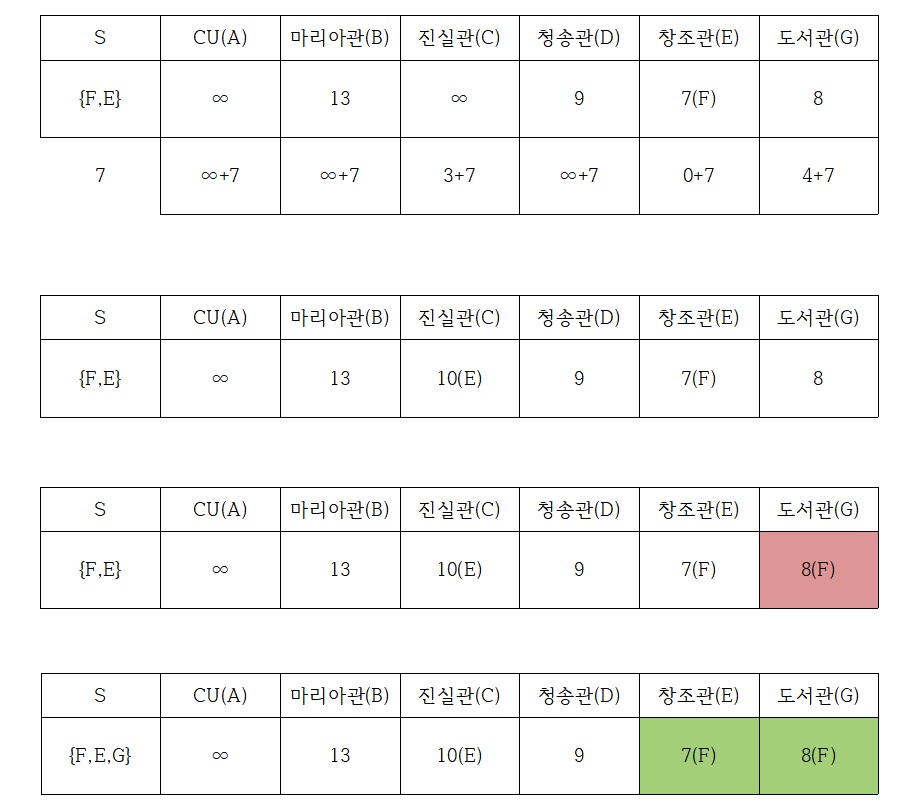 S CU(A) 마리아관(B) 진실관(C) 청송관(D) 창조관(E) 도서관(G)
{F,E} ∞ 13 ∞ 9 7(F) 8
7 ∞+7 ∞+7 3+7 ∞+7 0+7 4+7
S CU(A) 마리아관(B) 진실관(C) 청송관(D) 창조관(E) 도서관(G)
{F,E} ∞ 13 10(E) 9 7(F) 8
S CU(A) 마리아관(B) 진실관(C) 청송관(D) 창조관(E) 도서관(G)
{F,E} ∞ 13 10(E) 9 7(F) 8(F)
S CU(A) 마리아관(B) 진실관(C) 청송관(D) 창조관(E) 도서관(G)
{F,E,G} ∞ 13 10(E) 9 7(F) 8(F)